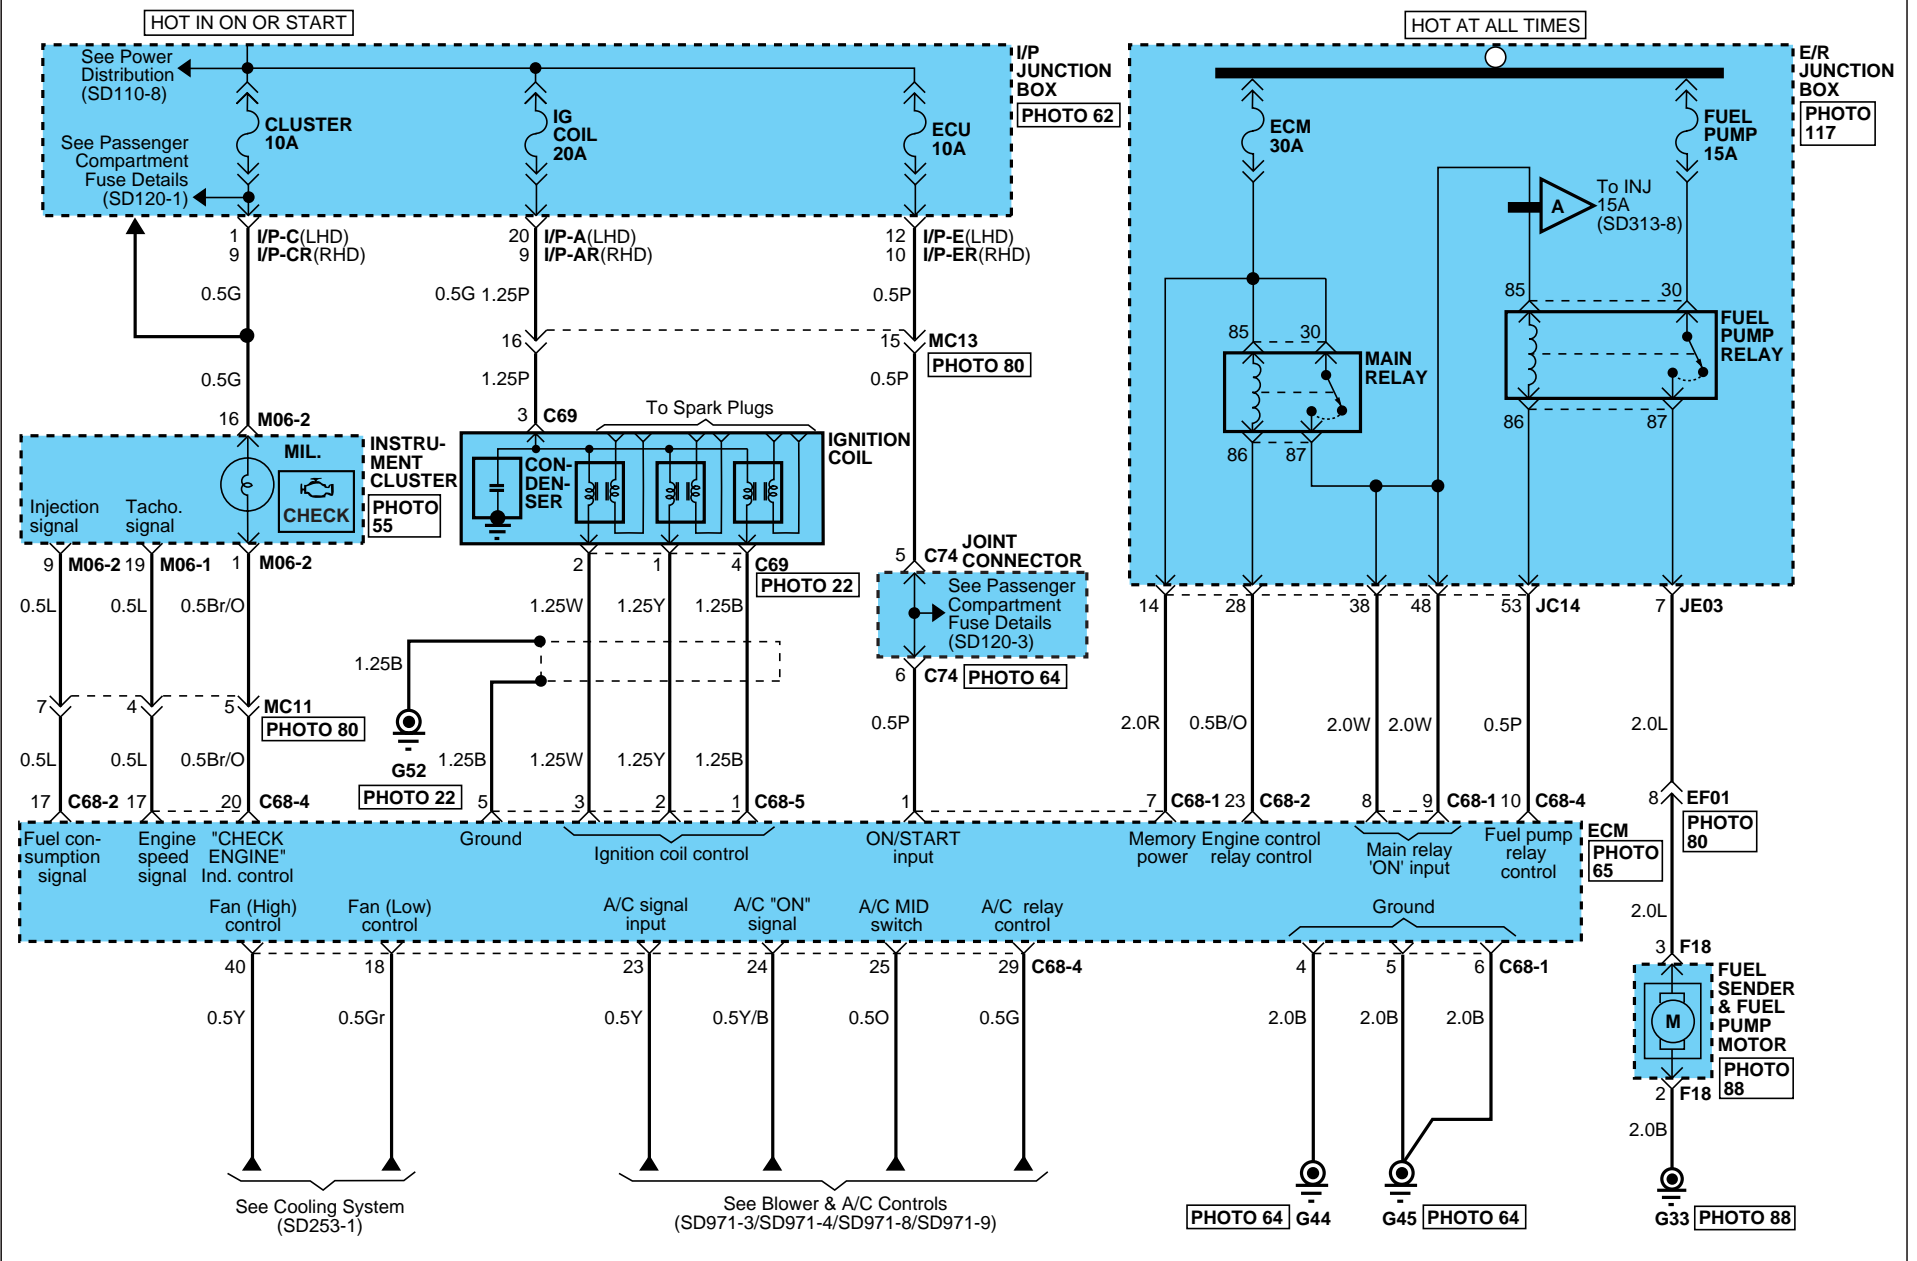 HOT IN ON OR START
HOT AT ALL TIMES
See Power
Distribution
(SD110-8)
See Passenger
Compartment
Fuse Details
(SD120-1)
CLUSTER
10A
IG
COIL
20A
ECU
10A
I/P
JUNCTION
BOX
PHOTO 62
ECM
30A
FUEL
PUMP
15A
E/R
JUNCTION
BOX
PHOTO
117
A
To INJ
15A
(SD313-8)
1 I/P-C(LHD)
9 I/P-CR(RHD)
20 I/P-A(LHD)
9 I/P-AR(RHD)
12 I/P-E(LHD)
10 I/P-ER(RHD)
0.5G
0.5G 1.25P
0.5P
16
15 MC13
PHOTO 80
0.5G
1.25P
0.5P
85
30
FUEL
PUMP
RELAY
86
87
85
30
MAIN
RELAY
86
87
16 M06-2
3 C69
To Spark Plugs
MIL.
CHECK
Injection
signal
Tacho.
signal
INSTRU-
MENT
CLUSTER
PHOTO
55
CON-
DEN-
SER
IGNITION
COIL
9 M06-2
19 M06-1
1 M06-2
2
1
4 C69
PHOTO 22
5 C74
JOINT
CONNECTOR
See Passenger
Compartment
Fuse Details
(SD120-3)
6 C74
PHOTO 64
0.5L
0.5L
0.5Br/O
1.25W
1.25Y
1.25B
14
28
38
48
53 JC14
7 JE03
1.25B
7
4
5 MC11
PHOTO 80
G52
PHOTO 22
0.5P
2.0R
0.5B/O
2.0W
2.0W
0.5P
2.0L
0.5L
0.5L
0.5Br/O
1.25B
1.25W
1.25Y
1.25B
17 C68-2
17
20 C68-4
5
3
2
1 C68-5
1
7 C68-1
23 C68-2
8
9 C68-1
10 C68-4
8 EF01
PHOTO
80
Fuel con-
sumption
signal
Engine
speed
signal
"CHECK
ENGINE"
Ind. control
Ground
Ignition coil control
ON/START
input
Memory
power
Engine control
relay control
Main relay
'ON' input
Fuel pump
relay
control
ECM
PHOTO
65
Fan (High)
control
Fan (Low)
control
A/C signal
input
A/C "ON"
signal
A/C MID
switch
A/C relay
control
Ground
2.0L
40
18
23
24
25
29 C68-4
4
5
6 C68-1
3 F18
FUEL
SENDER
& FUEL
PUMP
MOTOR
PHOTO
88
M
2 F18
0.5Y
0.5Gr
0.5Y
0.5Y/B
0.5O
0.5G
2.0B
2.0B
2.0B
2.0B
See Cooling System
(SD253-1)
See Blower & A/C Controls
(SD971-3/SD971-4/SD971-8/SD971-9)
PHOTO 64 G44
G45 PHOTO 64
G33 PHOTO 88